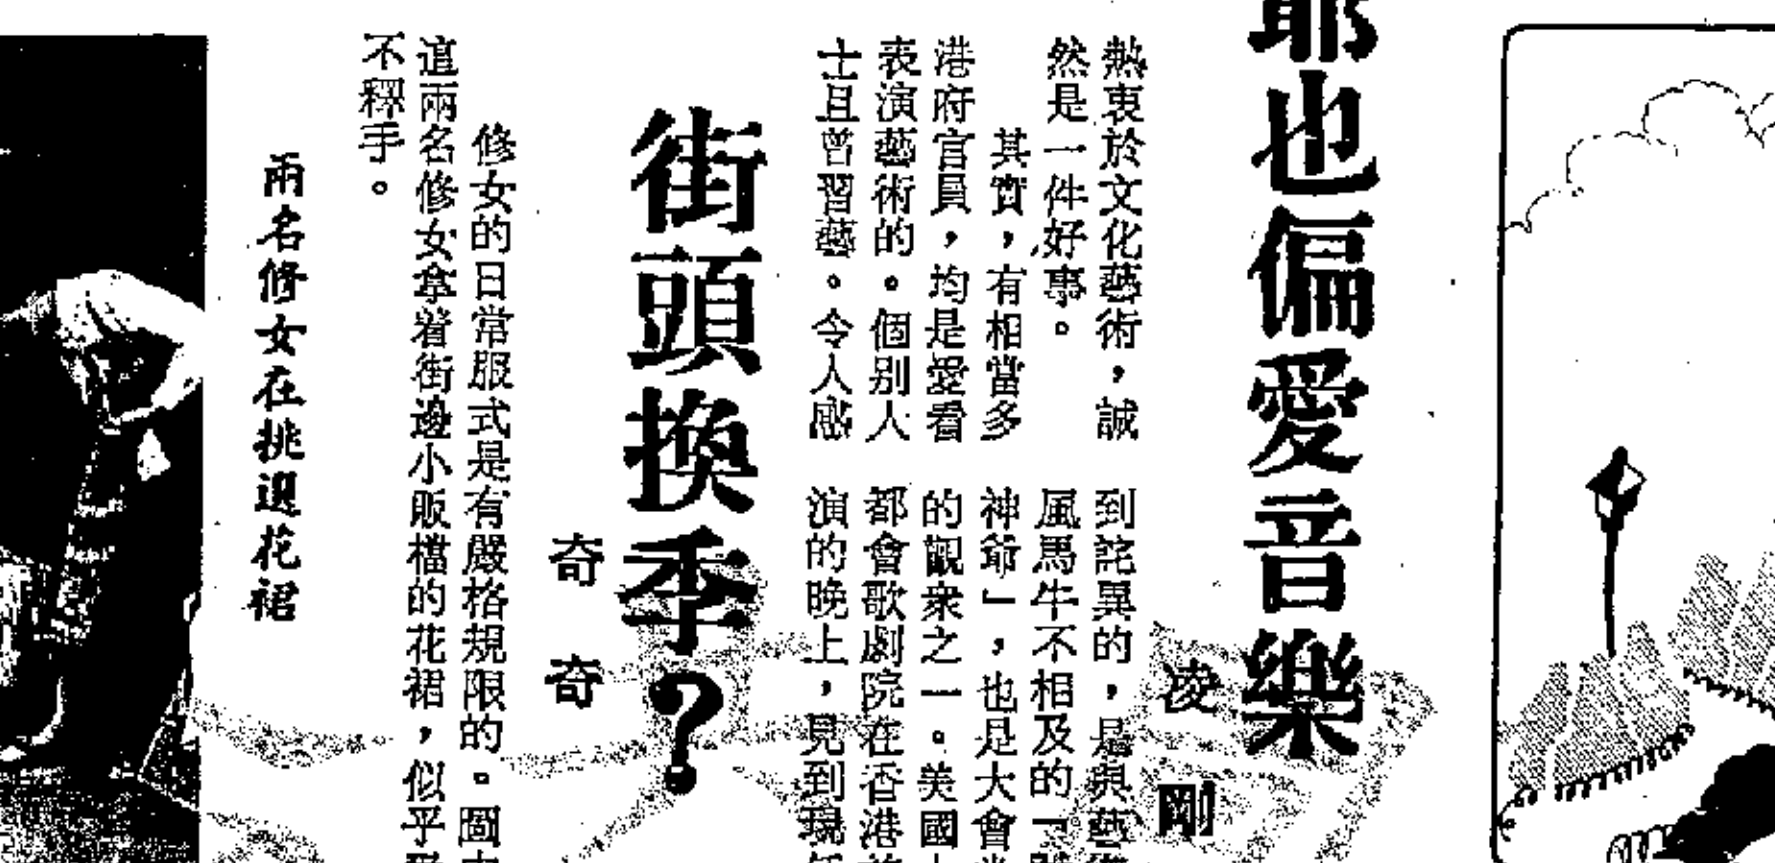 爺也偏愛音樂
凌剛
熱衷於文化藝術，誠
然是一件好事。
其實，有相當多
港府官員，均是愛看
表演藝術的。個別人
士且曾習藝。令人感
到詫異的，是與藝
風馬牛不相及的「
神爺」，也是大會
的觀衆之一。美國
都會歌劇院在香港
演的晚上，見到現
街頭換季？
奇奇
修女的日常服式是有嚴格規限的。圖
這兩名修女拿着街邊小販檔的花裙，似乎
不釋手。
兩名修女在挑選花裙